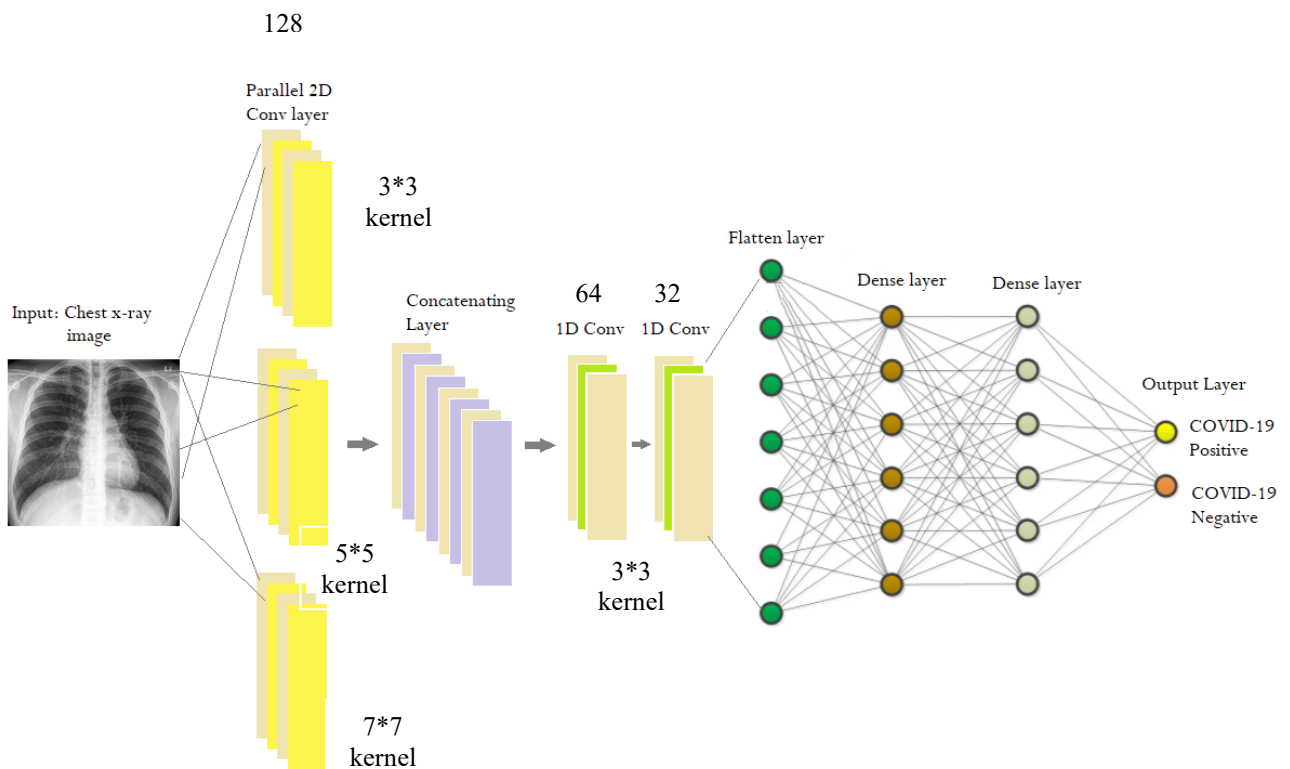 128
Parallel 2D
Conv layer
3*3
kernel
Input: Chest x-ray
image
5*5
kernel
7*7
kernel
Concatenating
Layer
64
1D Conv
32
1D Conv
3*3
kernel
Flatten layer
Dense layer
Dense layer
Output Layer
COVID-19
Positive
COVID-19
Negative